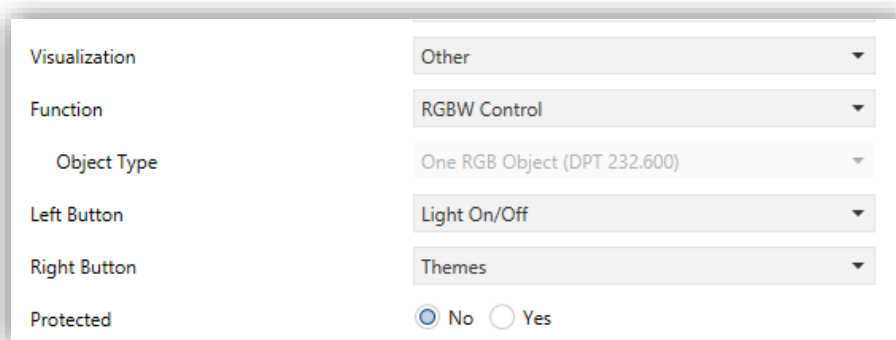 Visualization Other
Function RGBW Control
Object Type One RGB Object (DPT 232.600)
Left Button Light On/Off
Right Button Themes
Protected No Yes